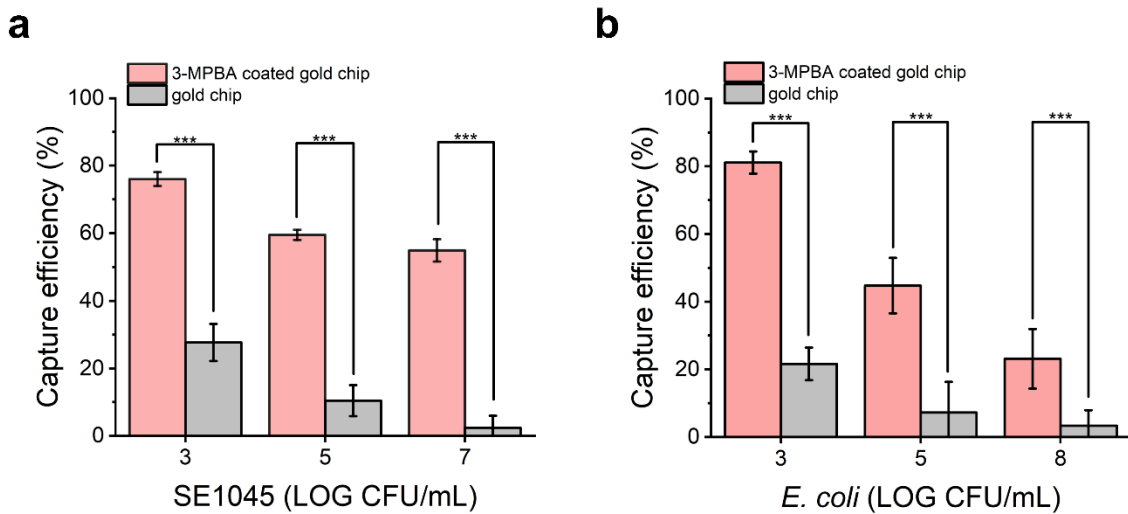 a
3-MPBA coated gold chip
gold chip
Capture efficiency (%)
100
80
60
40
20
0
***
***
***
3
5
7
SE1045 (LOG CFU/mL)
b
3-MPBA coated gold chip
gold chip
Capture efficiency (%)
100
80
60
40
20
0
***
***
***
3
5
8
E. coli (LOG CFU/mL)